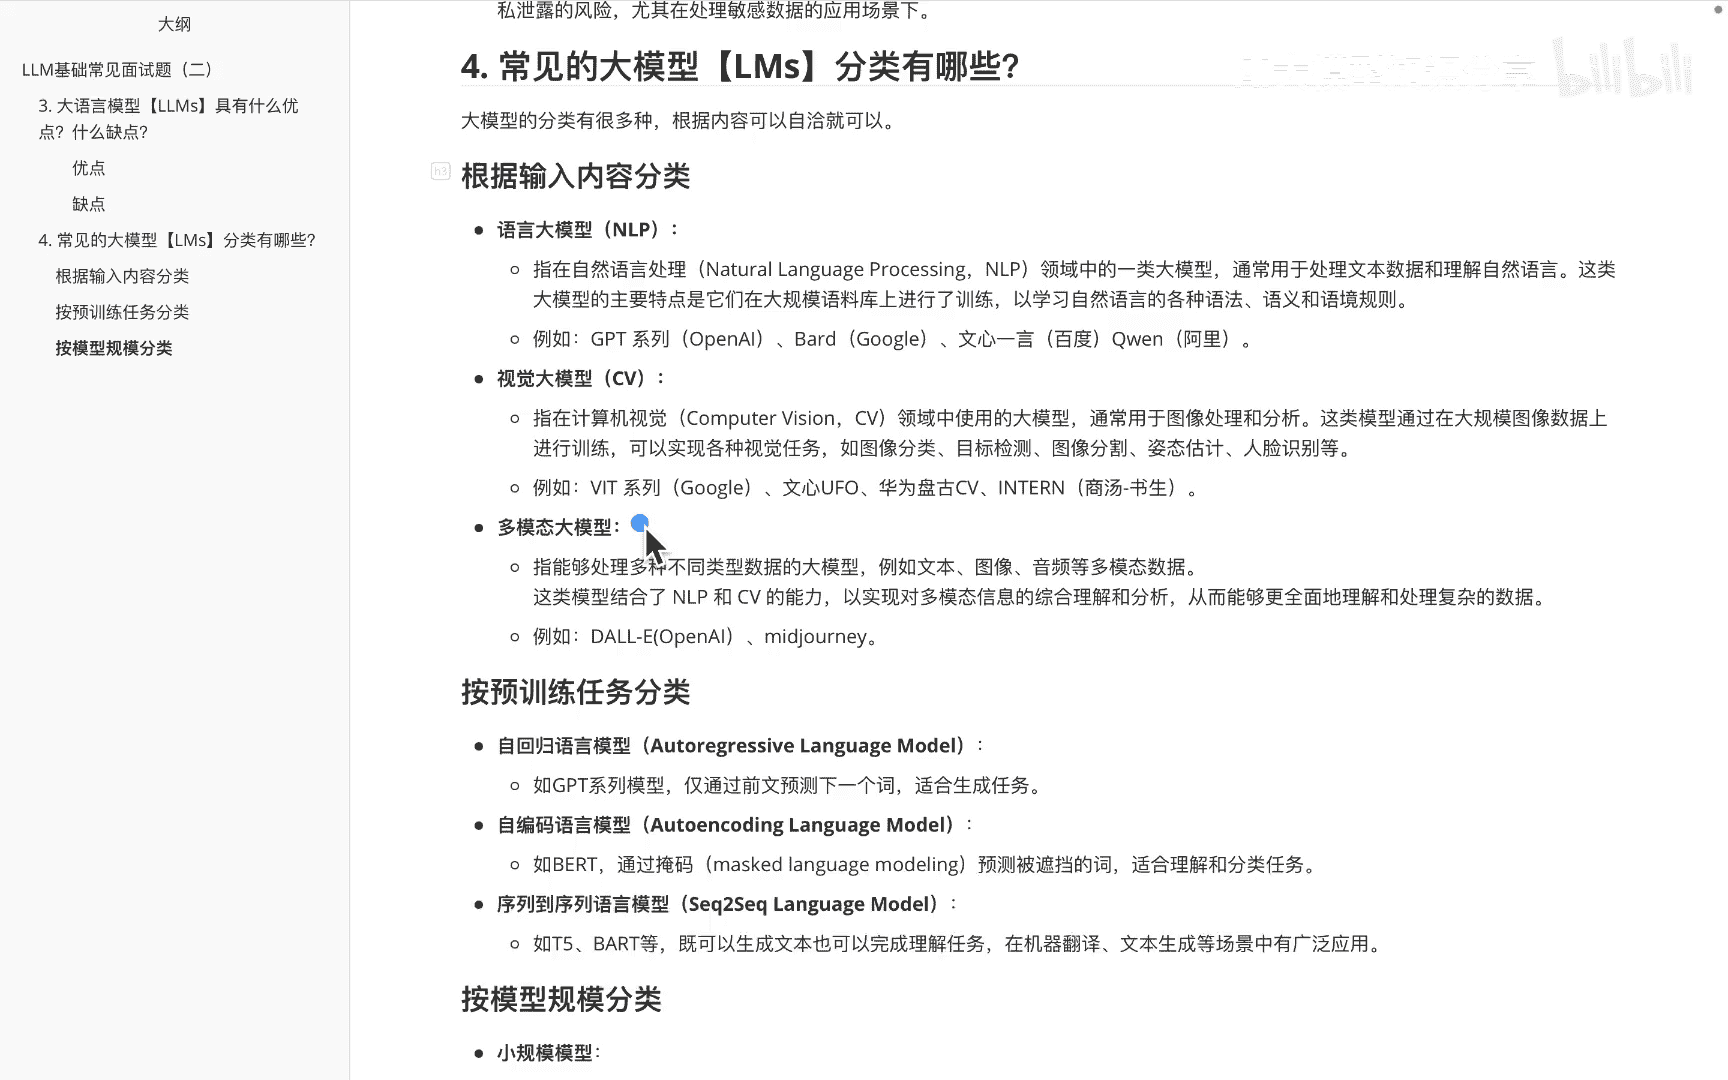 大纲
LLM基础常见面试题（二）
3. 大语言模型【LLMs】具有什么优
点？什么缺点？
优点
缺点
4. 常见的大模型【LMs】分类有哪些？
根据输入内容分类
按预训练任务分类
按模型规模分类
私泄露的风险，尤其在处理敏感数据的应用场景下。
4. 常见的大模型【LMs】分类有哪些？
bilibili
大模型的分类有很多种，根据内容可以自洽就可以。
h3
根据输入内容分类
语言大模型（NLP）：
指在自然语言处理（Natural Language Processing，NLP）领域中的一类大模型，通常用于处理文本数据和理解自然语言。这类
大模型的主要特点是它们在大规模语料库上进行了训练，以学习自然语言的各种语法、语义和语境规则。
例如：GPT 系列（OpenAI）、Bard（Google）、文心一言（百度）Qwen（阿里）。
视觉大模型（CV）：
指在计算机视觉（Computer Vision，CV）领域中使用的大模型，通常用于图像处理和分析。这类模型通过在大规模图像数据上
进行训练，可以实现各种视觉任务，如图像分类、目标检测、图像分割、姿态估计、人脸识别等。
例如：VIT 系列（Google）、文心UFO、华为盘古CV、INTERN（商汤-书生）。
多模态大模型：
指能够处理多种不同类型数据的大模型，例如文本、图像、音频等多模态数据。
这类模型结合了 NLP 和 CV 的能力，以实现对多模态信息的综合理解和分析，从而能够更全面地理解和处理复杂的数据。
例如：DALL-E(OpenAI）、midjourney。
按预训练任务分类
自回归语言模型（Autoregressive Language Model）：
如GPT系列模型，仅通过前文预测下一个词，适合生成任务。
自编码语言模型（Autoencoding Language Model）：
如BERT，通过掩码（masked language modeling）预测被遮挡的词，适合理解和分类任务。
序列到序列语言模型（Seq2Seq Language Model）：
如T5、BART等，既可以生成文本也可以完成理解任务，在机器翻译、文本生成等场景中有广泛应用。
按模型规模分类
小规模模型：